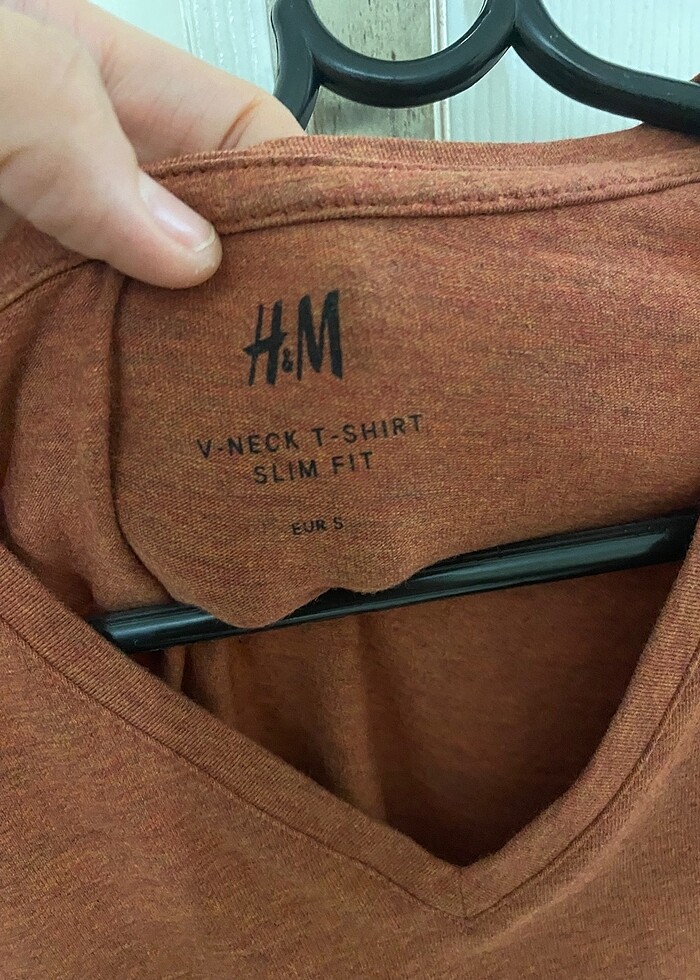 H&M
V-NECK T-SHIRT
SLIM FIT
EUR S